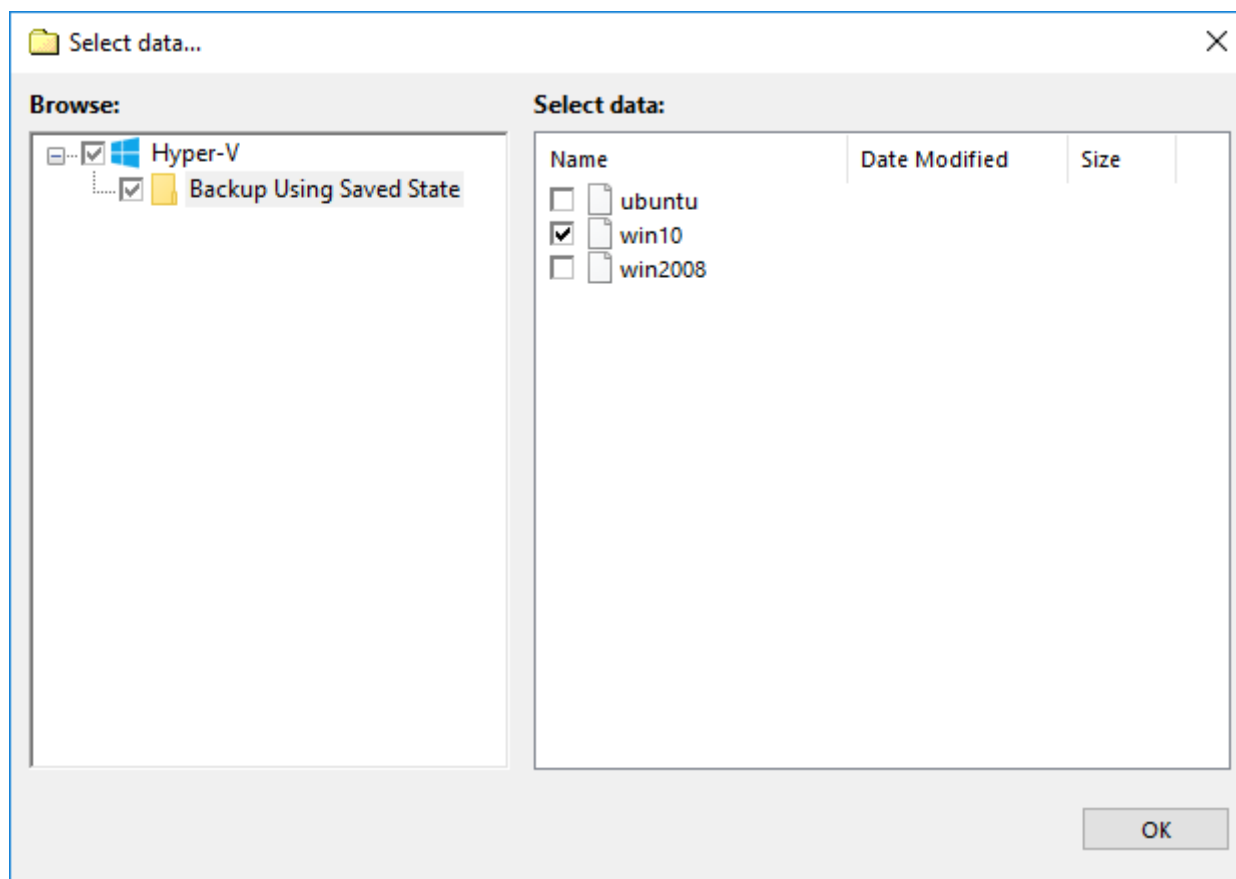 Select data...
Browse:
Select data:
Hyper-V
Backup Using Saved State
Name Date Modified Size
ubuntu
win10
win2008
OK